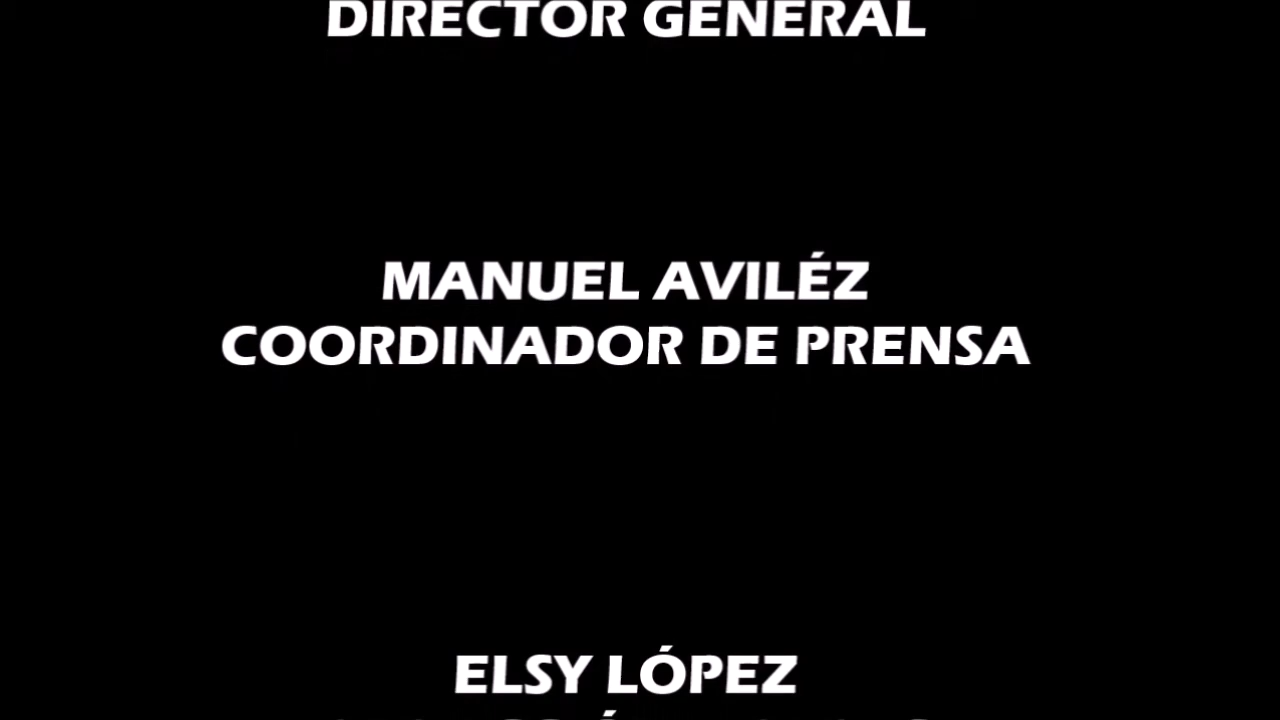 DIRECTOR GENERAL
MANUEL AVILÉZ
COORDINADOR DE PRENSA
ELSY LÓPEZ